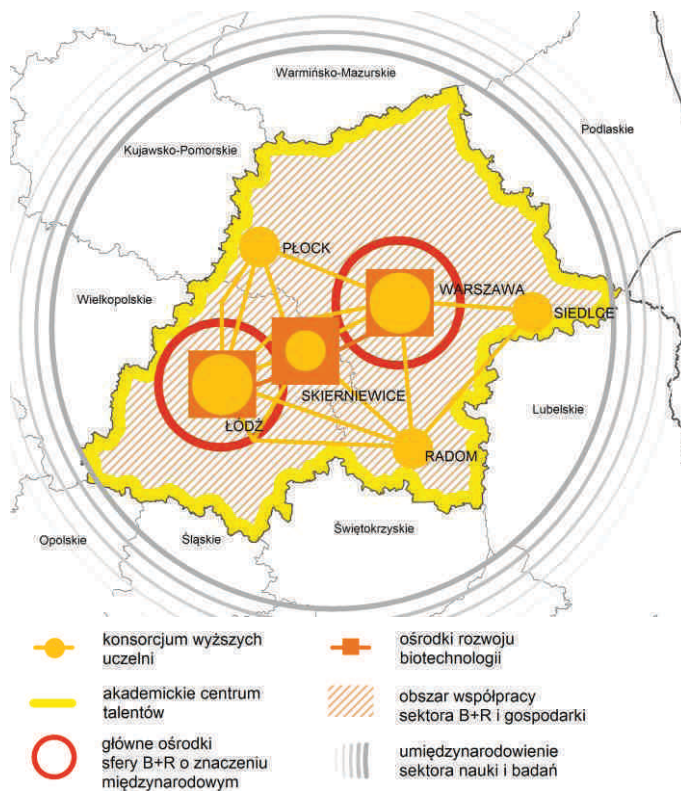 Warmińsko-Mazurskie
Podlaskie
Kujawsko-Pomorskie
PŁOCK
WARSZAWA
Wielkopolskie
SIEDLCE
SKIERNIEWICE
Lubelskie
ŁÓDŹ
RADOM
Świętokrzyskie
Opolskie
Śląskie
konsorcjum wyższych
uczelni
akademickie centrum
talentów
główne ośrodki
sfery B+R o znaczeniu
międzynarodowym
ośrodki rozwoju
biotechnologii
obszar współpracy
sektora B+R i gospodarki
umiędzynarodowienie
sektora nauki i badań